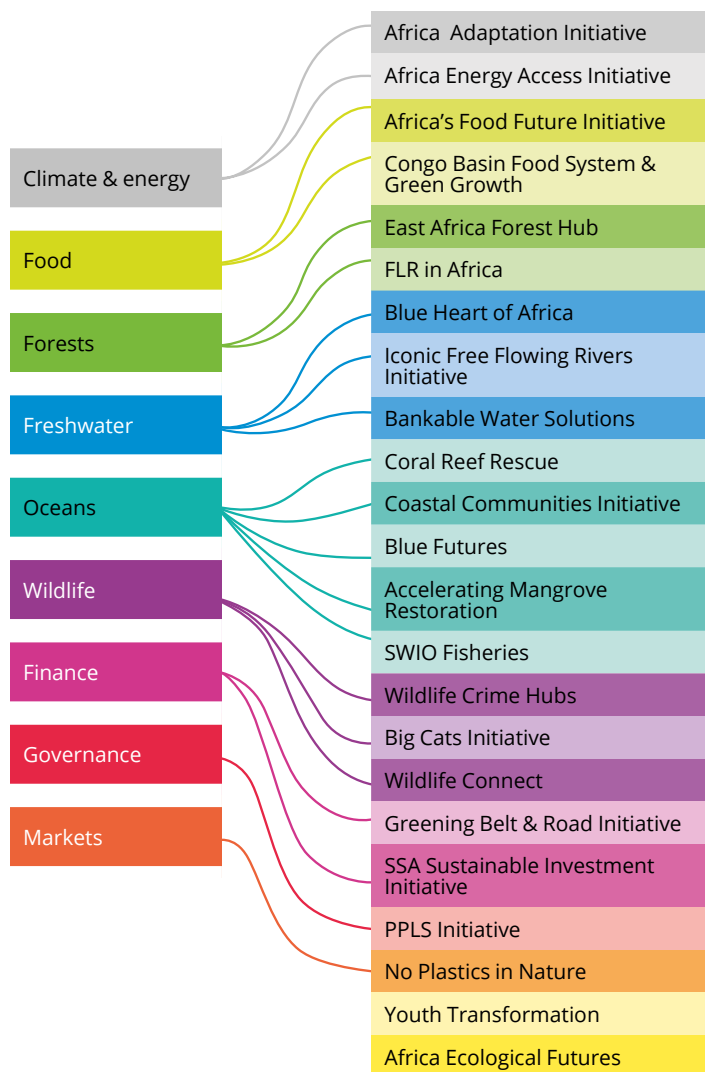 Climate & energy
Food
Forests
Freshwater
Oceans
Wildlife
Finance
Governance
Markets
Africa Adaptation Initiative
Africa Energy Access Initiative
Africa’s Food Future Initiative
Congo Basin Food System &
Green Growth
East Africa Forest Hub
FLR in Africa
Blue Heart of Africa
Iconic Free Flowing Rivers
Initiative
Bankable Water Solutions
Coral Reef Rescue
Coastal Communities Initiative
Blue Futures
Accelerating Mangrove
Restoration
SWIO Fisheries
Wildlife Crime Hubs
Big Cats Initiative
Wildlife Connect
Greening Belt & Road Initiative
SSA Sustainable Investment
Initiative
PPLS Initiative
No Plastics in Nature
Youth Transformation
Africa Ecological Futures